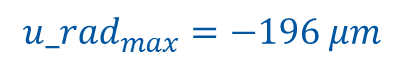 u_rad_max = −196 μm